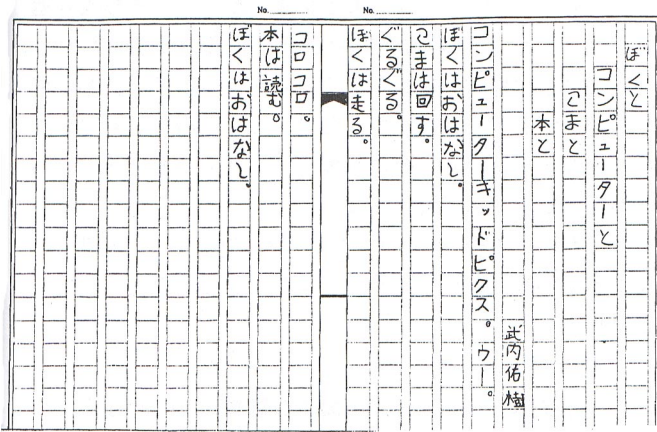 ぼくと
コンピューターと
こまと
本と
武内佑樹
コンピューターキッドピクス。ウー。
ぼくはおはなし。
こまは回す。
ぐるぐる。
ぼくは走る。
コロコロ。
本は読む。
ぼくはおはなし。
No.
No.